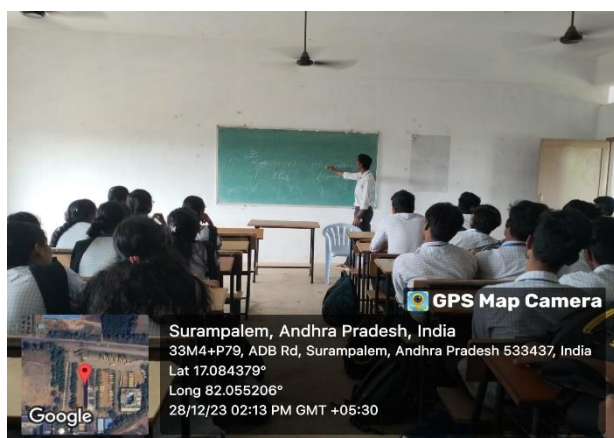 GPS Map Camera
Surampalem, Andhra Pradesh, India
33M4+P79, ADB Rd, Surampalem, Andhra Pradesh 533437, India
Lat 17.084379°
Long 82.055206°
28/12/23 02:13 PM GMT +05:30
Google